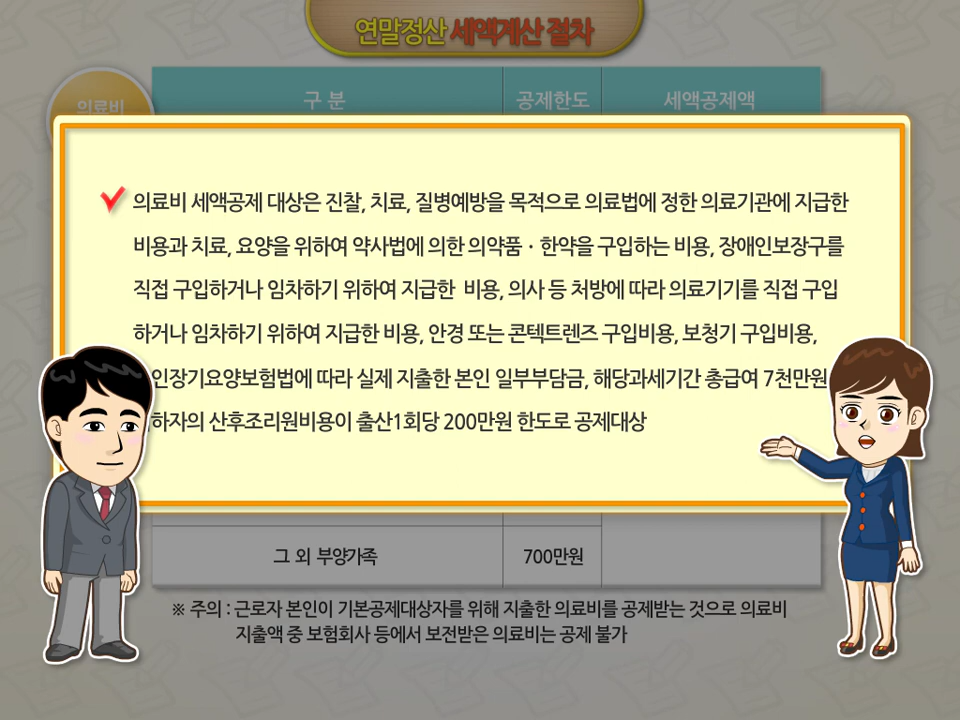 연말정산 세액계산 절차
의료비
구 분 공제한도 세액공제액
의료비 세액공제 대상은 진찰, 치료, 질병예방을 목적으로 의료법에 정한 의료기관에 지급한
비용과 치료, 요양을 위하여 약사법에 의한 의약품 · 한약을 구입하는 비용, 장애인보장구를
직접 구입하거나 임차하기 위하여 지급한 비용, 의사 등 처방에 따라 의료기기를 직접 구입
하거나 임차하기 위하여 지급한 비용, 안경 또는 콘텍트렌즈 구입비용, 보청기 구입비용,
인장기요양보험법에 따라 실제 지출한 본인 일부부담금, 해당과세기간 총급여 7천만원
하자의 산후조리원비용이 출산1회당 200만원 한도로 공제대상
그 외 부양가족 700만원
※ 주의 : 근로자 본인이 기본공제대상자를 위해 지출한 의료비를 공제받는 것으로 의료비
지출액 중 보험회사 등에서 보전받은 의료비는 공제 불가